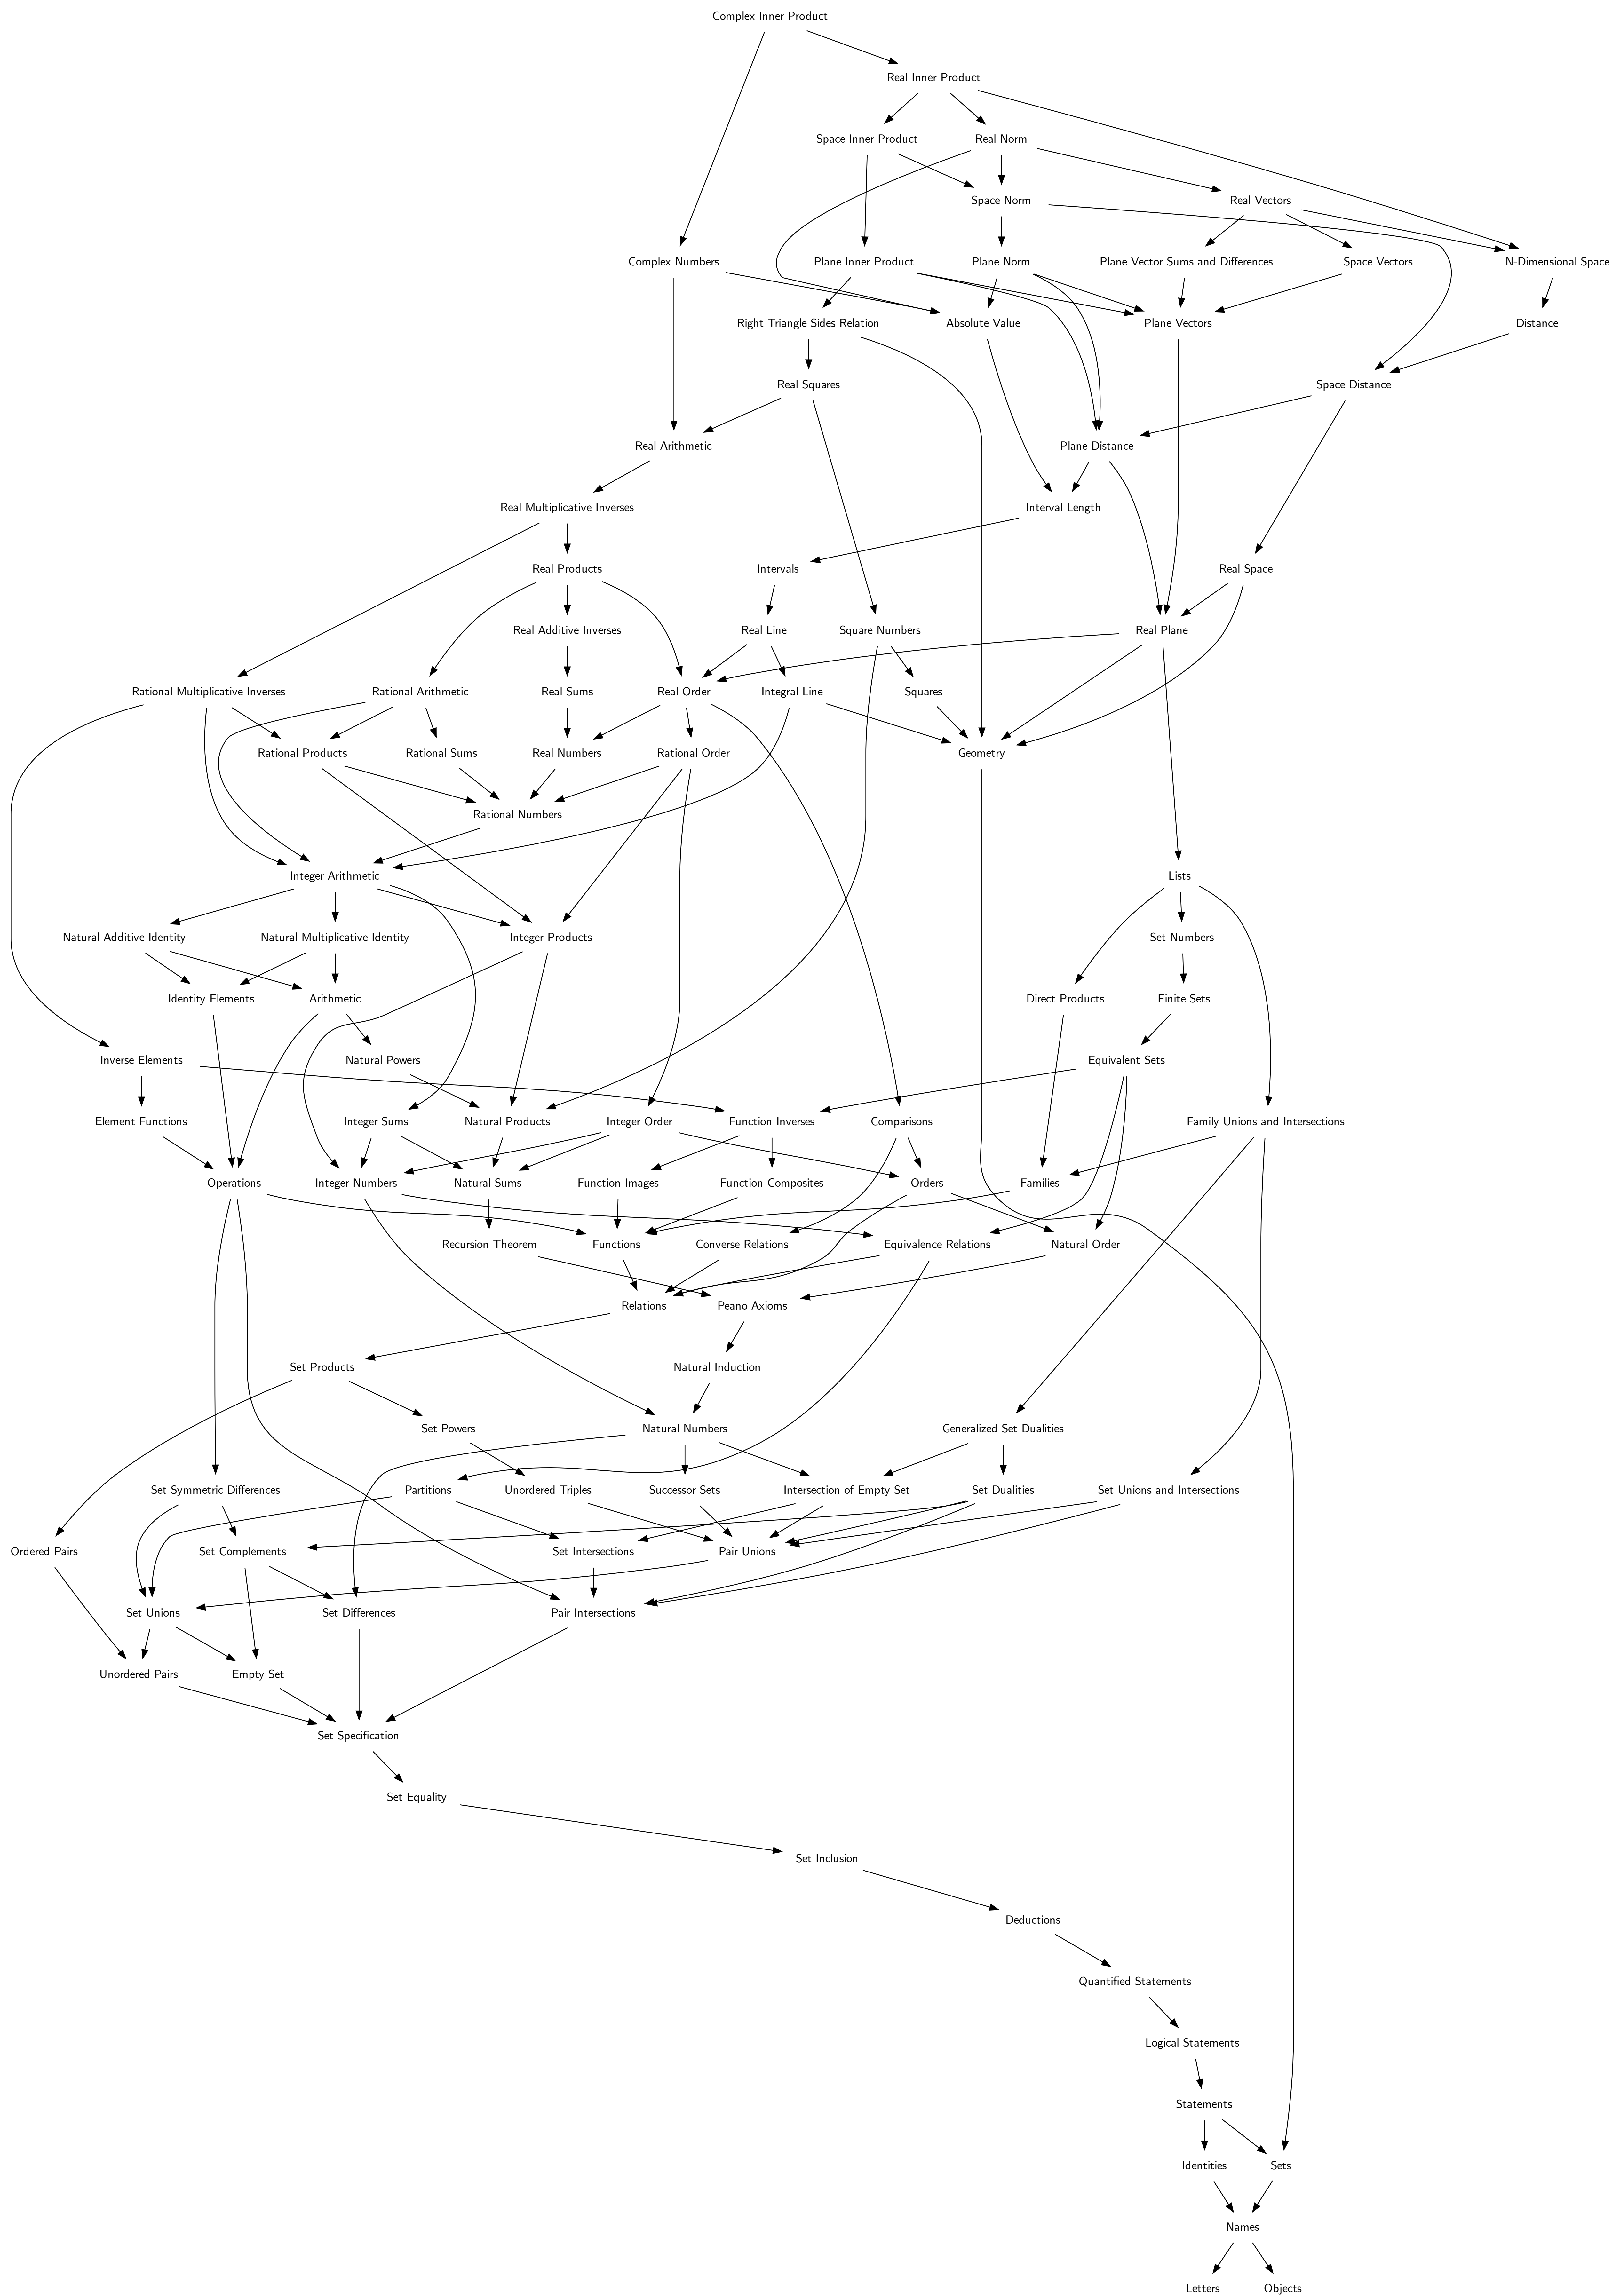 Complex Inner Product
Real Inner Product
Space Inner Product
Real Norm
Space Norm
Real Vectors
Complex Numbers
Plane Inner Product
Plane Norm
Plane Vector Sums and Differences
Space Vectors
N-Dimensional Space
Right Triangle Sides Relation
Absolute Value
Plane Vectors
Distance
Real Squares
Space Distance
Real Arithmetic
Plane Distance
Real Multiplicative Inverses
Interval Length
Real Products
Intervals
Real Space
Real Additive Inverses
Real Line
Square Numbers
Real Plane
Rational Multiplicative Inverses
Rational Arithmetic
Real Sums
Real Order
Integral Line
Squares
Rational Products
Rational Sums
Real Numbers
Rational Order
Geometry
Rational Numbers
Integer Arithmetic
Lists
Natural Additive Identity
Natural Multiplicative Identity
Integer Products
Set Numbers
Identity Elements
Arithmetic
Direct Products
Finite Sets
Inverse Elements
Natural Powers
Equivalent Sets
Element Functions
Integer Sums
Natural Products
Integer Order
Function Inverses
Comparisons
Family Unions and Intersections
Operations
Integer Numbers
Natural Sums
Function Images
Function Composites
Orders
Families
Recursion Theorem
Functions
Converse Relations
Equivalence Relations
Natural Order
Relations
Peano Axioms
Set Products
Natural Induction
Set Powers
Natural Numbers
Generalized Set Dualities
Set Symmetric Differences
Partitions
Unordered Triples
Successor Sets
Intersection of Empty Set
Set Dualities
Set Unions and Intersections
Ordered Pairs
Set Complements
Set Intersections
Pair Unions
Set Unions
Set Differences
Pair Intersections
Unordered Pairs
Empty Set
Set Specification
Set Equality
Set Inclusion
Deductions
Quantified Statements
Logical Statements
Statements
Identities
Sets
Names
Letters
Objects